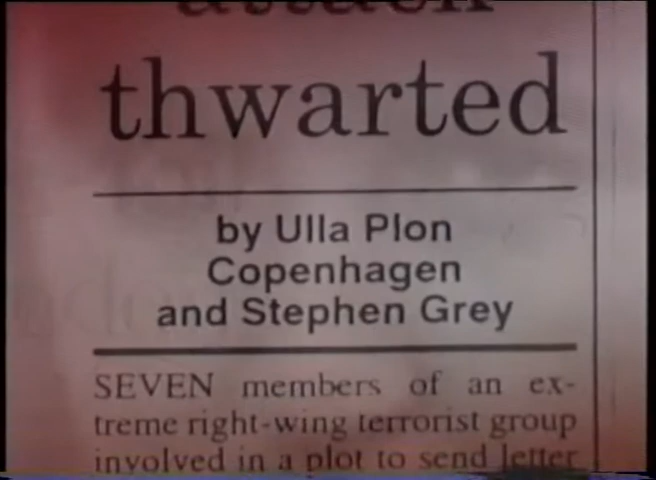 attack
thwarted
by Ulla Plon
Copenhagen
and Stephen Grey
SEVEN members of an ex-
treme right-wing terrorist group
involved in a plot to send letter